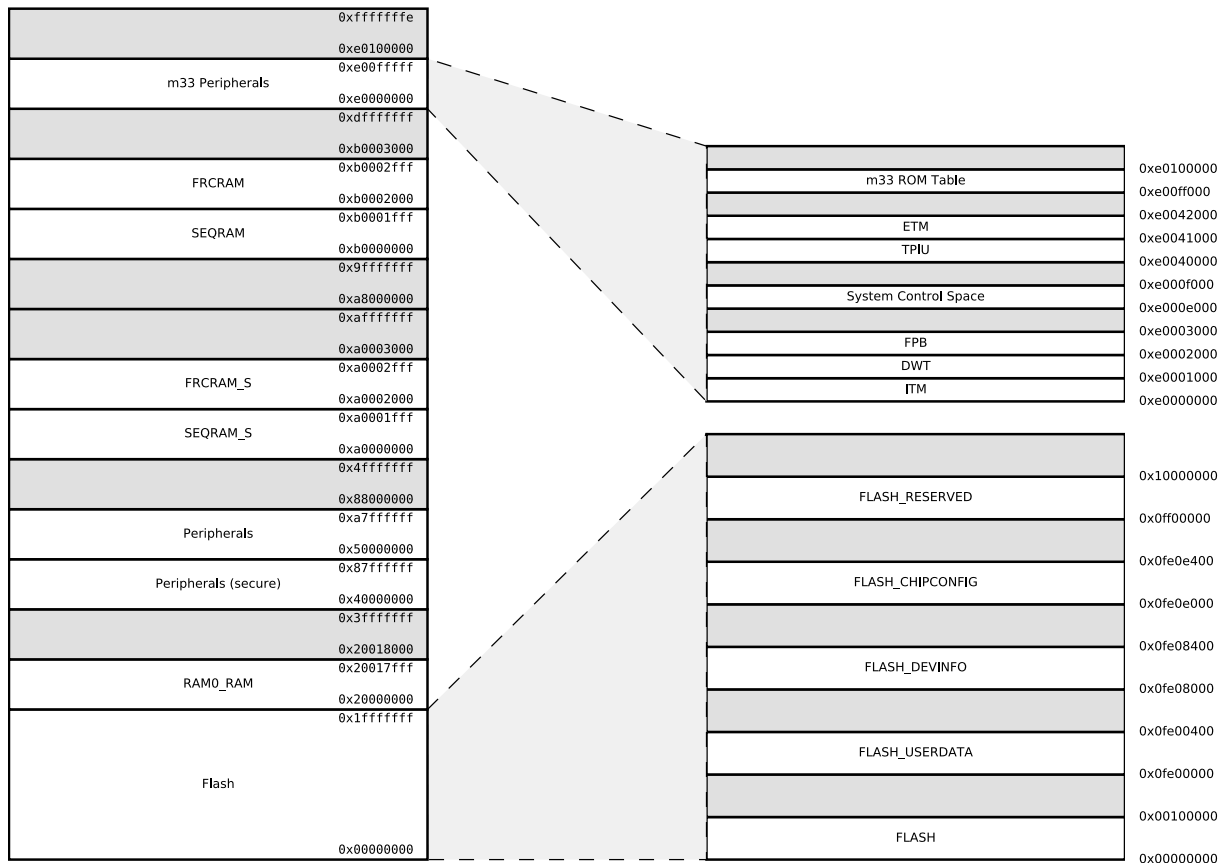 0xfffffffe
0xe0100000
0xe00fffff
m33 Peripherals
0xe0000000
0xdfffffff
0xb0003000
0xb0002fff
FRCRAM
0xb0002000
0xb0001fff
SEQRAM
0xb0000000
0x9fffffff
0xa8000000
0xafffffff
0xa0003000
0xa0002fff
FRCRAM_S
0xa0002000
0xa0001fff
SEQRAM_S
0xa0000000
0x4fffffff
0x88000000
0xa7ffffff
Peripherals
0x50000000
0x87ffffff
Peripherals (secure)
0x40000000
0x3fffffff
0x20018000
0x20017fff
RAM0_RAM
0x20000000
0x1fffffff
Flash
0x00000000
0xe0100000
m33 ROM Table
0xe00ff000
0xe0042000
ETM
0xe0041000
TPIU
0xe0040000
0xe000f000
System Control Space
0xe000e000
0xe0003000
FPB
0xe0002000
DWT
0xe0001000
ITM
0xe0000000
0x10000000
FLASH_RESERVED
0x0ff00000
0x0fe0e400
FLASH_CHIPCONFIG
0x0fe0e000
0x0fe08400
FLASH_DEVINFO
0x0fe08000
0x0fe00400
FLASH_USERDATA
0x0fe00000
0x00100000
FLASH
0x00000000